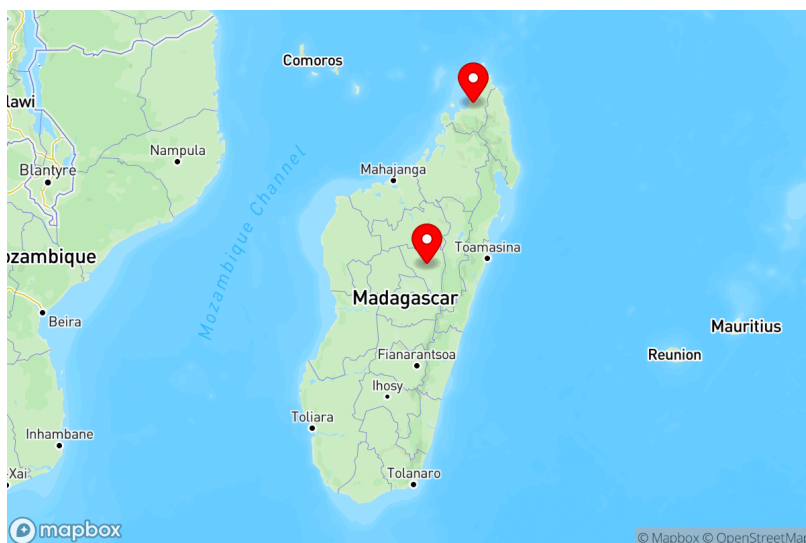 Comoros
lawi
Nampula
Blantyre
Mahajanga
Mozambique Channel
ozambique
Toamasina
Madagascar
Beira
Mauritius
Reunion
Fianarantsoa
Ihosy
Toliara
Inhambane
-Xai
Tolanaro
mapbox
© Mapbox © OpenStreetMap